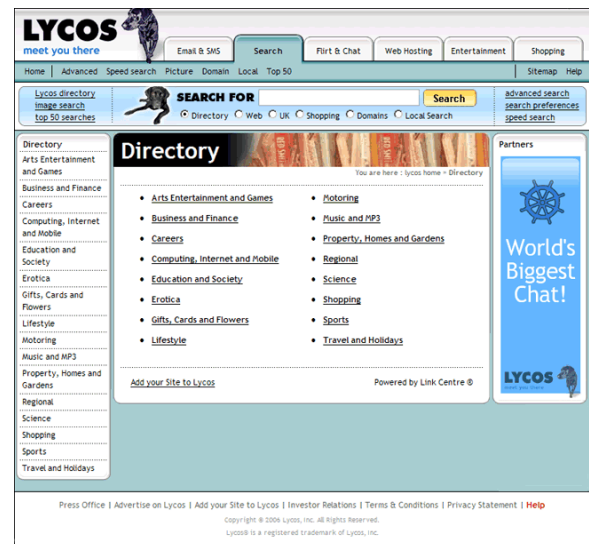 LYCOS
meet you there
Email & SMS
Search
Flirt & Chat
Web Hosting
Entertainment
Shopping
Home | Advanced Speed search Picture Domain Local Top 50
Sitemap Help
Lycos directory
image search
top 50 searches
SEARCH FOR
Search
Directory Web UK Shopping Domains Local Search
advanced search
search preferences
speed search
Directory
Arts Entertainment
and Games
Business and Finance
Careers
Computing, Internet
and Mobile
Education and
Society
Erotica
Gifts, Cards and
Flowers
Lifestyle
Motoring
Music and MP3
Property, Homes and
Gardens
Regional
Science
Shopping
Sports
Travel and Holidays
Directory
You are here : lycos home > Directory
Arts Entertainment and Games
Business and Finance
Careers
Computing, Internet and Mobile
Education and Society
Erotica
Gifts, Cards and Flowers
Lifestyle
Motoring
Music and MP3
Property, Homes and Gardens
Regional
Science
Shopping
Sports
Travel and Holidays
Add your Site to Lycos
Powered by Link Centre ®
Partners
World's
Biggest
Chat!
LYCOS
meet you there
Press Office | Advertise on Lycos | Add your Site to Lycos | Investor Relations | Terms & Conditions | Privacy Statement | Help
Copyright © 2006 Lycos, Inc. All Rights Reserved.
Lycos® is a registered trademark of Lycos, Inc.